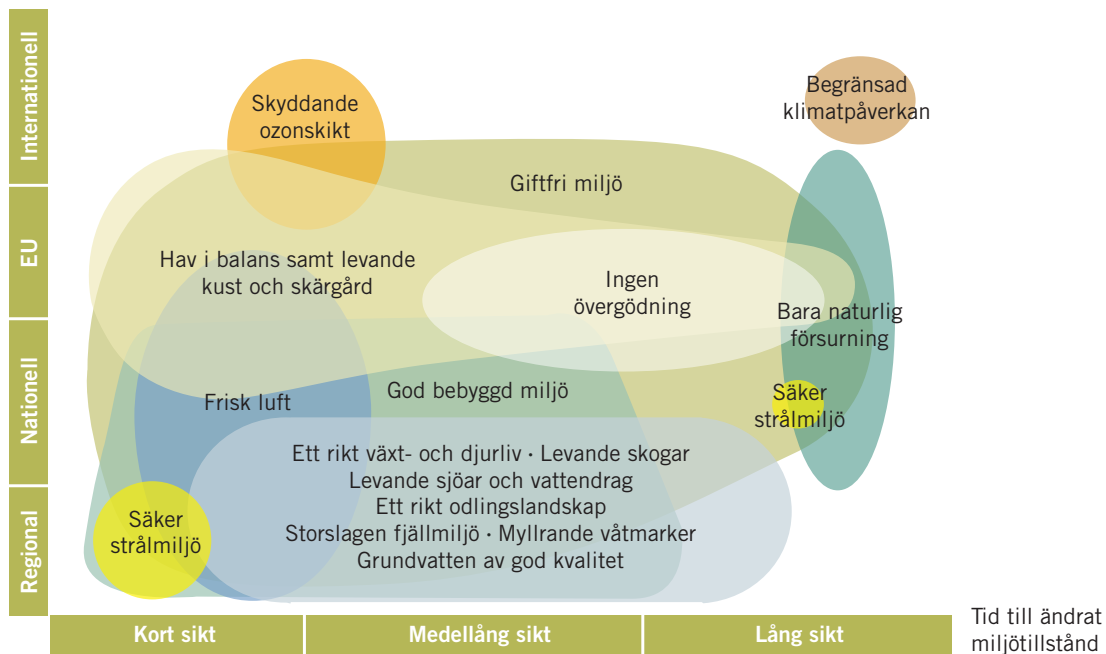 Internationell
EU
Nationell
Regional
Skyddande
ozonskikt
Begränsad
klimatpåverkan
Giftfri miljö
Hav i balans samt levande
kust och skärgård
Ingen
övergödning
Bara naturlig
försurning
Frisk luft
God bebyggd miljö
Säker
strålmiljö
Ett rikt växt- och djurliv · Levande skogar
Levande sjöar och vattendrag
Ett rikt odlingslandskap
Storslagen fjällmiljö · Myllrande våtmarker
Grundvatten av god kvalitet
Säker
strålmiljö
Kort sikt
Medellång sikt
Lång sikt
Tid till ändrat
miljötillstånd